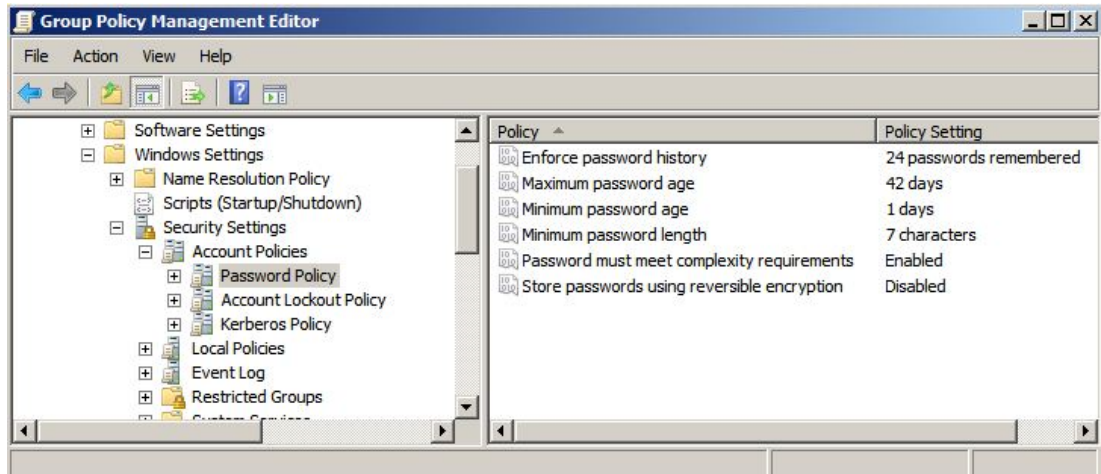 Group Policy Management Editor
File Action View Help
Software Settings
Windows Settings
Name Resolution Policy
Scripts (Startup/Shutdown)
Security Settings
Account Policies
Password Policy
Account Lockout Policy
Kerberos Policy
Local Policies
Event Log
Restricted Groups
Policy Policy Setting
Enforce password history 24 passwords remembered
Maximum password age 42 days
Minimum password age 1 days
Minimum password length 7 characters
Password must meet complexity requirements Enabled
Store passwords using reversible encryption Disabled